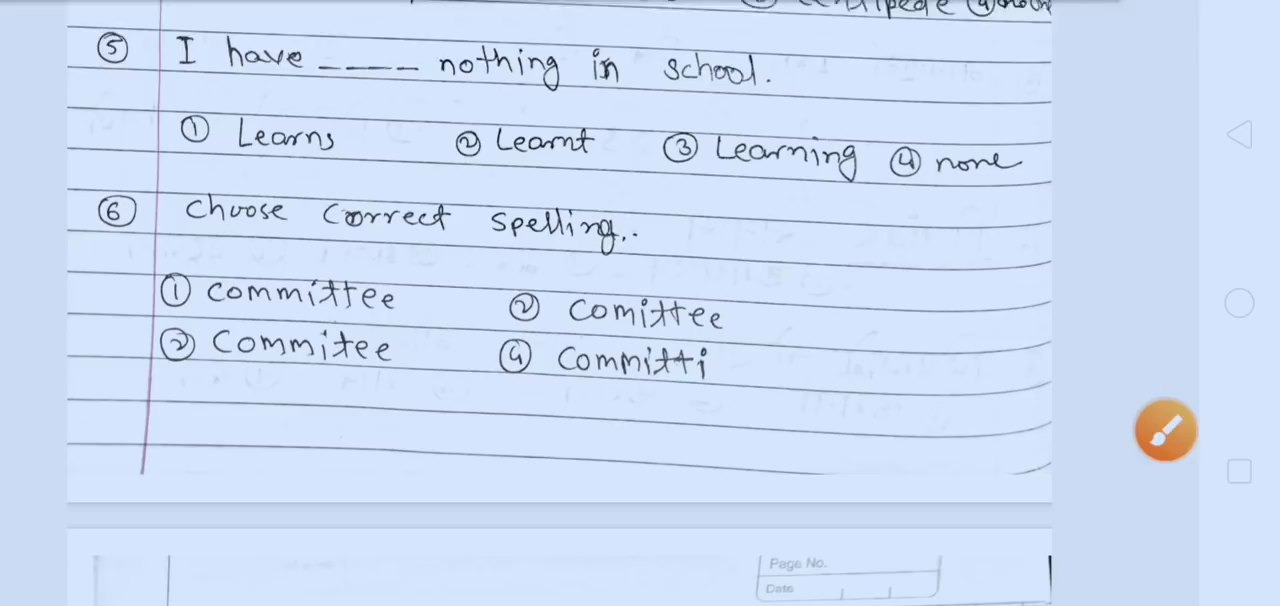 ⑤ I have ____ nothing in school.
① Learns ② Learnt ③ Learning ④ none
⑥ choose correct spelling..
① committee ② Comittee
② Commitee ④ Committi
Page No.
Date